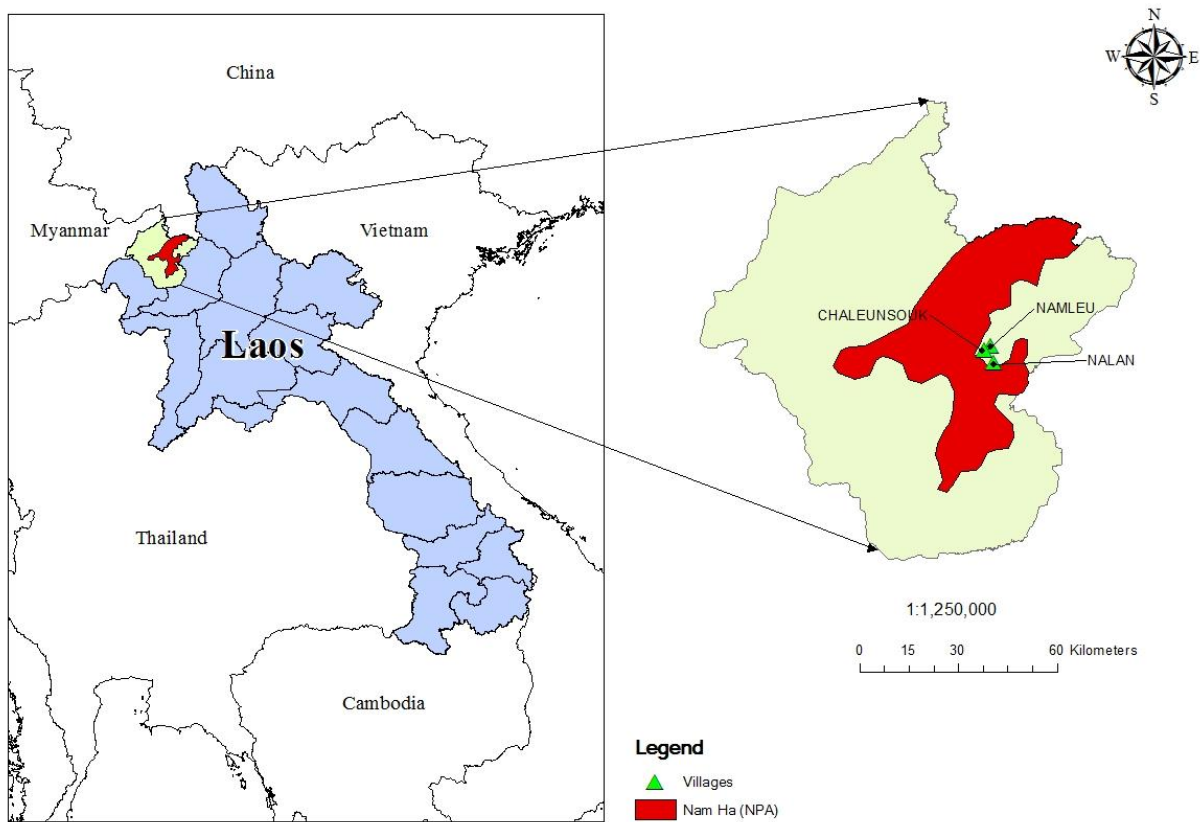 China
Myanmar
Vietnam
Laos
Thailand
Cambodia
N
W
E
S
CHALEUNSOUK
NAMLEU
NALAN
1:1,250,000
0 15 30 60 Kilometers
Legend
Villages
Nam Ha (NPA)